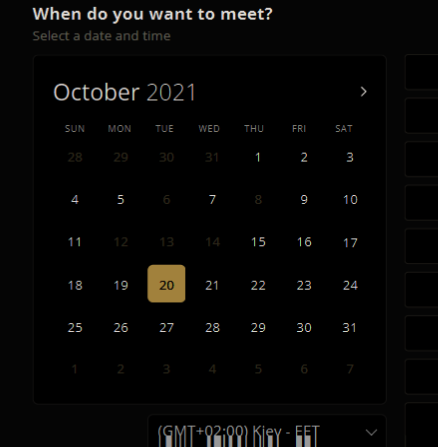 When do you want to meet?
Select a date and time
October 2021
SUN MON TUE WED THU FRI SAT
28 29 30 31 1 2 3
4 5 6 7 8 9 10
11 12 13 14 15 16 17
18 19 20 21 22 23 24
25 26 27 28 29 30 31
1 2 3 4 5 6 7
(GMT+02:00) Kiev - EET